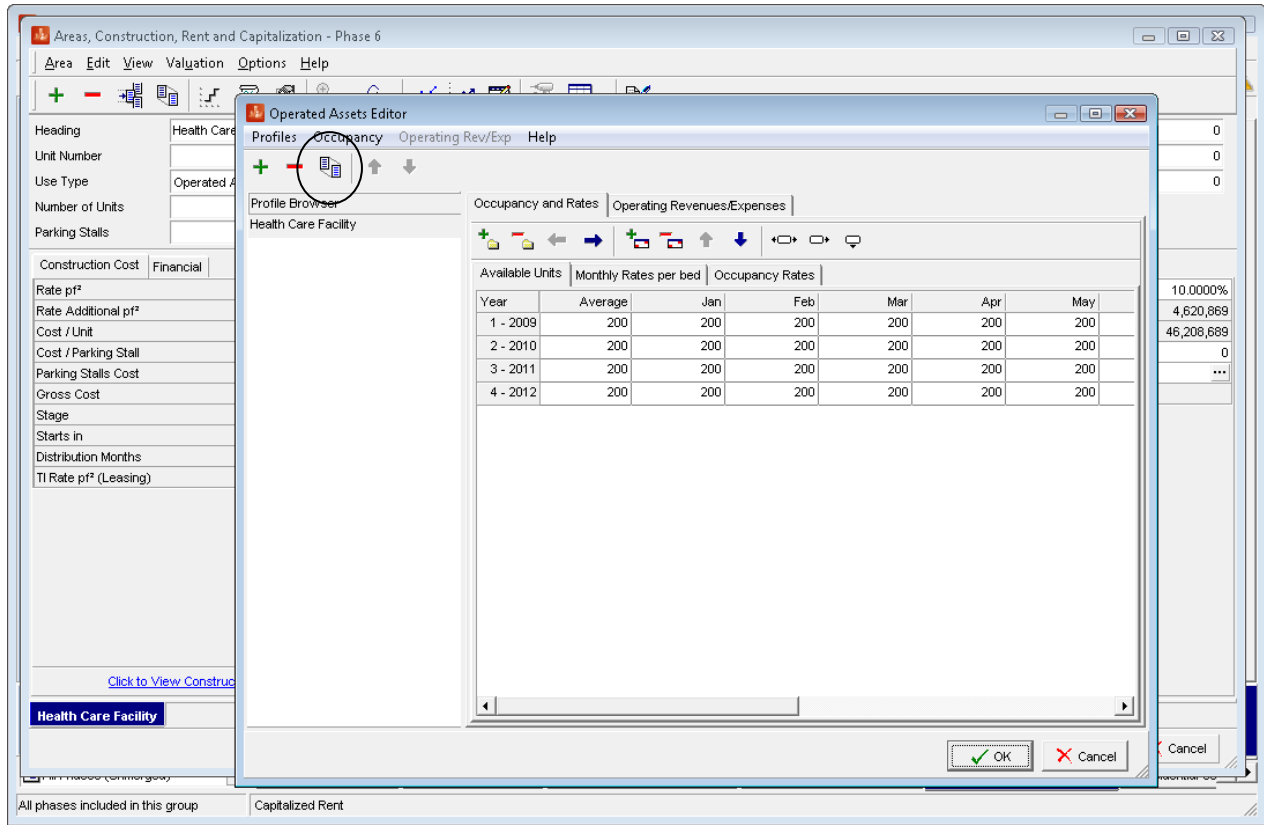 Areas, Construction, Rent and Capitalization - Phase 6
Area Edit View Valuation Options Help
Heading Health Care 0
Unit Number 0
Use Type Operated A 0
Number of Units
Parking Stalls
Construction Cost Financial
Rate pf² 10.0000%
Rate Additional pf² 4,620,869
Cost / Unit 46,208,689
Cost / Parking Stall 0
Parking Stalls Cost ...
Gross Cost
Stage
Starts in
Distribution Months
TI Rate pf² (Leasing)
Click to View Construc
Health Care Facility
Cancel
Operated Assets Editor
Profiles Occupancy Operating Rev/Exp Help
Profile Browser
Health Care Facility
Occupancy and Rates Operating Revenues/Expenses
Available Units Monthly Rates per bed Occupancy Rates
Year Average Jan Feb Mar Apr May
1 - 2009 200 200 200 200 200 200
2 - 2010 200 200 200 200 200 200
3 - 2011 200 200 200 200 200 200
4 - 2012 200 200 200 200 200 200
OK Cancel
All phases included in this group Capitalized Rent